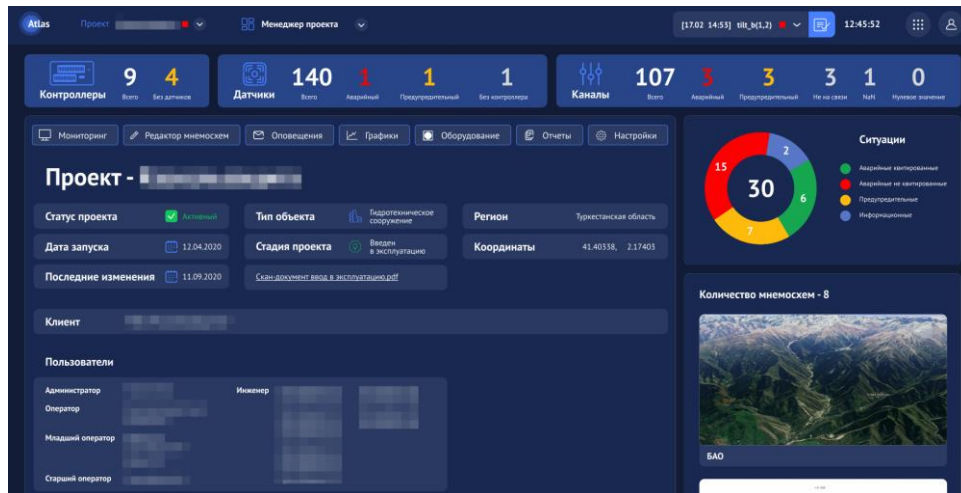 Atlas Проект Менеджер проекта [17.02 14:53] tilt_b(1,2) 12:45:52
Контроллеры 9 Всего 4 Без датчиков
Датчики 140 Всего 1 Аварийный 1 Предупредительный 1 Без контроллера
Каналы 107 Всего 3 Аварийный 3 Предупредительный 3 Не на связи 1 NaN 0 Нулевое значение
Мониторинг Редактор мнемосхем Оповещения Графики Оборудование Отчеты Настройки
Проект -
Статус проекта Активный
Тип объекта Гидротехническое
сооружение
Регион Туркестанская область
Дата запуска 12.04.2020
Стадия проекта Введен
в эксплуатацию
Координаты 41.40338, 2.17403
Последние изменения 11.09.2020
Скан-документ ввод в эксплуатацию.pdf
Клиент
Пользователи
Администратор
Оператор
Младший оператор
Старший оператор
Инженер
Ситуации
15
2
30
6
7
Аварийные квитированные
Аварийные не квитированные
Предупредительные
Информационные
Количество мнемосхем - 8
БАО